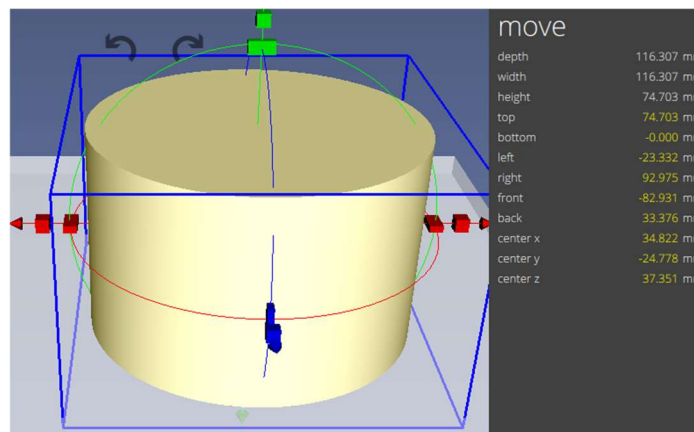 move
depth 116.307 m
width 116.307 m
height 74.703 m
top 74.703 m
bottom -0.000 m
left -23.332 m
right 92.975 m
front -82.931 m
back 33.376 m
center x 34.822 m
center y -24.778 m
center z 37.351 m